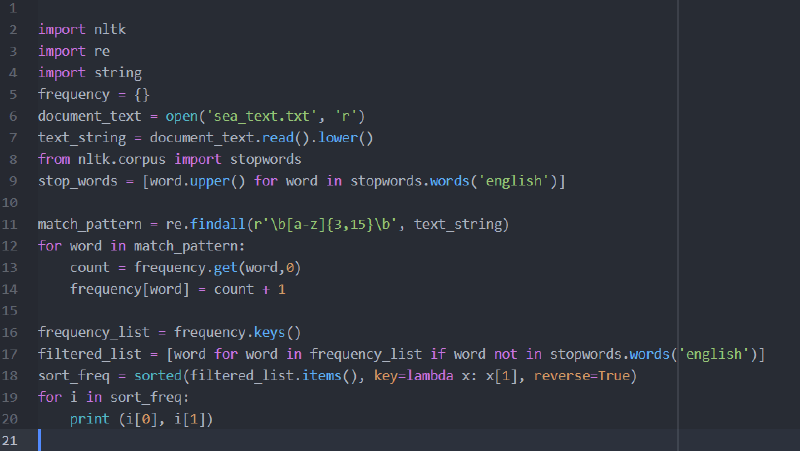 1
2 import nltk
3 import re
4 import string
5 frequency = {}
6 document_text = open('sea_text.txt', 'r')
7 text_string = document_text.read().lower()
8 from nltk.corpus import stopwords
9 stop_words = [word.upper() for word in stopwords.words('english')]
10
11 match_pattern = re.findall(r'\b[a-z]{3,15}\b', text_string)
12 for word in match_pattern:
13     count = frequency.get(word,0)
14     frequency[word] = count + 1
15
16 frequency_list = frequency.keys()
17 filtered_list = [word for word in frequency_list if word not in stopwords.words('english')]
18 sort_freq = sorted(filtered_list.items(), key=lambda x: x[1], reverse=True)
19 for i in sort_freq:
20     print (i[0], i[1])
21